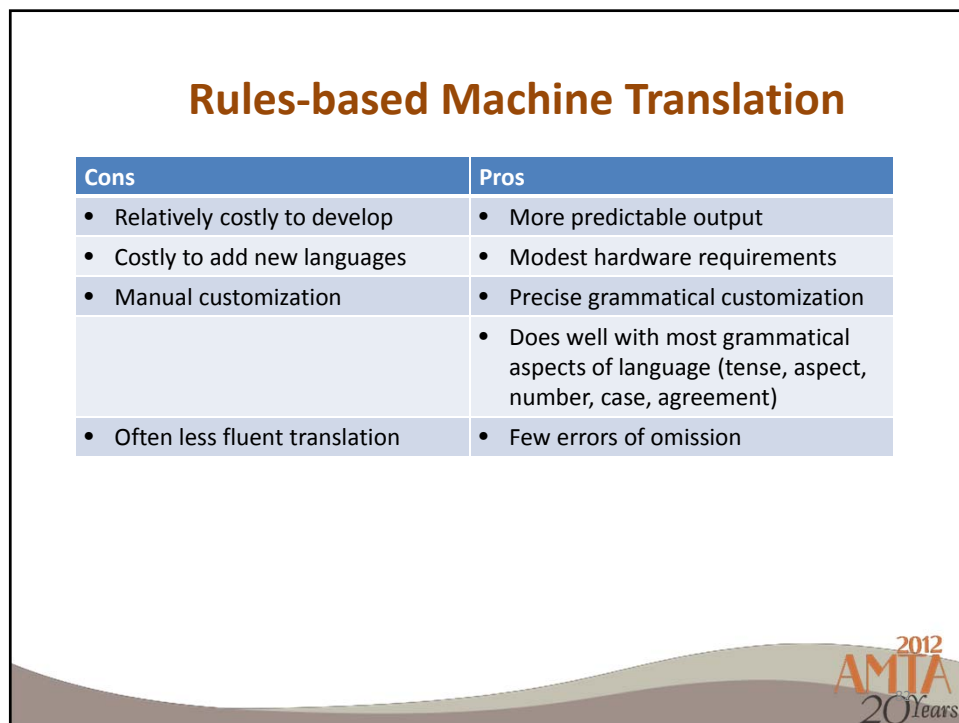 Rules-based Machine Translation
Cons
Pros
• Relatively costly to develop
• More predictable output
• Costly to add new languages
• Modest hardware requirements
• Manual customization
• Precise grammatical customization
• Does well with most grammatical
aspects of language (tense, aspect,
number, case, agreement)
• Often less fluent translation
• Few errors of omission
2012
AMTA
20 Years